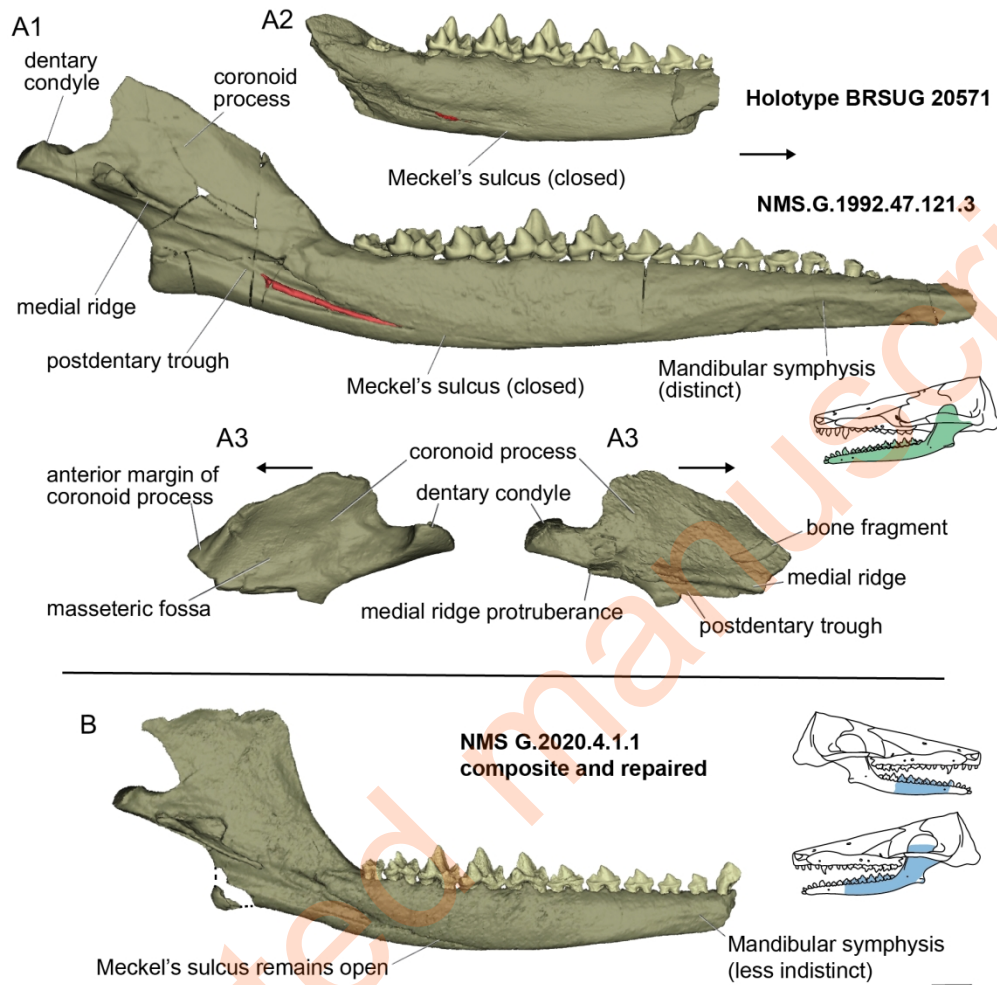 A1
A2
dentary
condyle
coronoid
process
Holotype BRSUG 20571
Meckel's sulcus (closed)
NMS.G.1992.47.121.3
medial ridge
postdentary trough
Meckel's sulcus (closed)
Mandibular symphysis
(distinct)
A3
A3
anterior margin of
coronoid process
coronoid process
dentary condyle
bone fragment
masseteric fossa
medial ridge protruberance
medial ridge
postdentary trough
B
NMS G.2020.4.1.1
composite and repaired
Meckel's sulcus remains open
Mandibular symphysis
(less indistinct)
ted manuscri